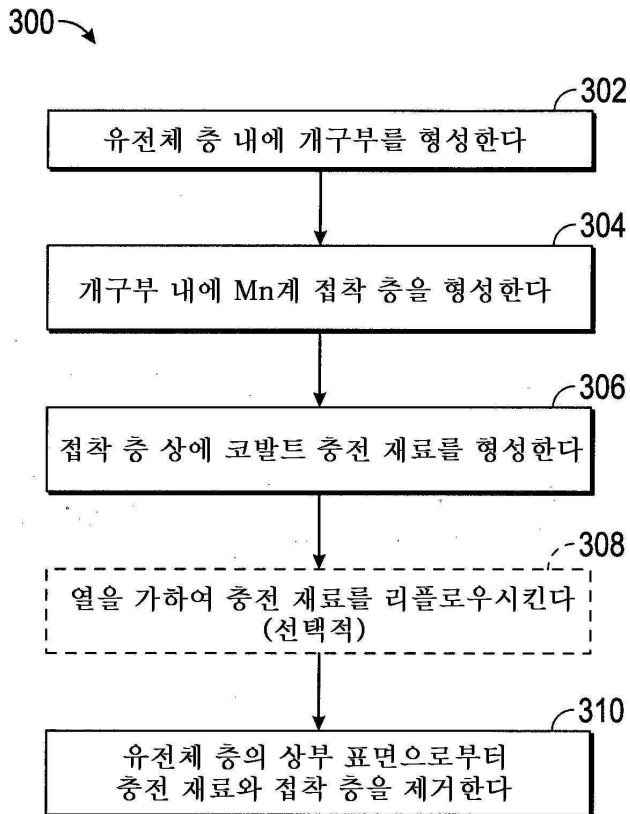 300
302
유전체 층 내에 개구부를 형성한다
304
개구부 내에 Mn계 접착 층을 형성한다
306
접착 층 상에 코발트 충전 재료를 형성한다
308
열을 가하여 충전 재료를 리플로우시킨다
(선택적)
310
유전체 층의 상부 표면으로부터
충전 재료와 접착 층을 제거한다